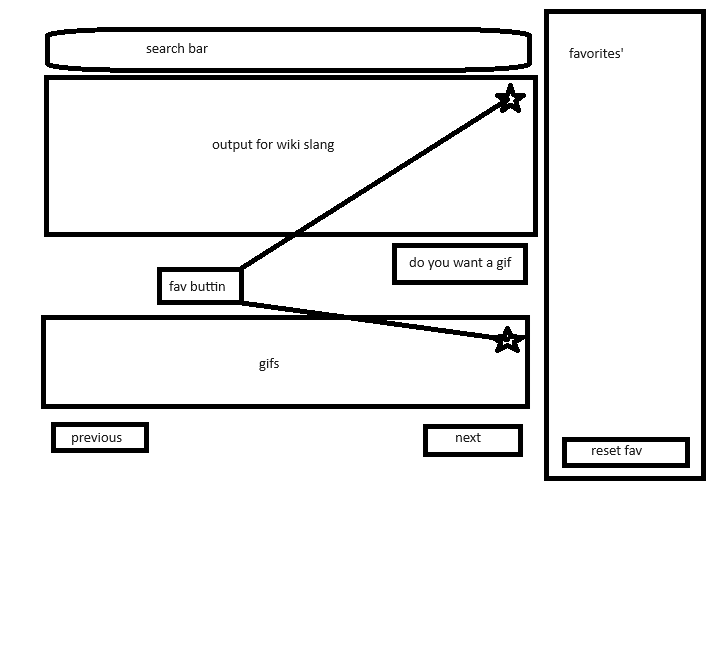 search bar
favorites'
output for wiki slang
do you want a gif
fav buttin
gifs
previous
next
reset fav